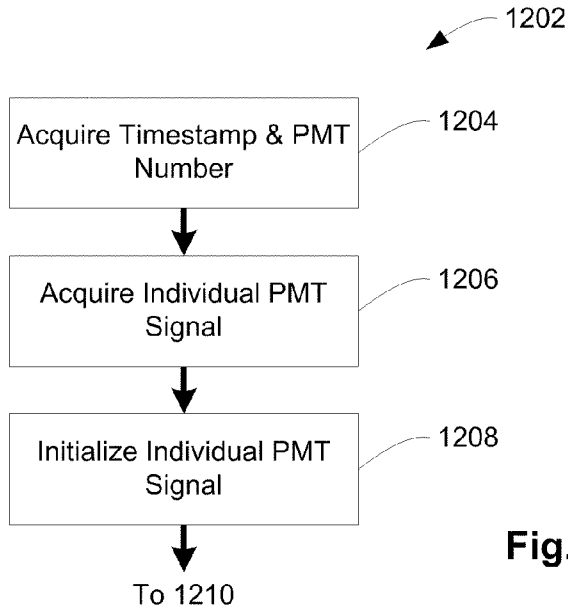 1202
Acquire Timestamp & PMT
Number
1204
Acquire Individual PMT
Signal
1206
Initialize Individual PMT
Signal
1208
Fig.
To 1210